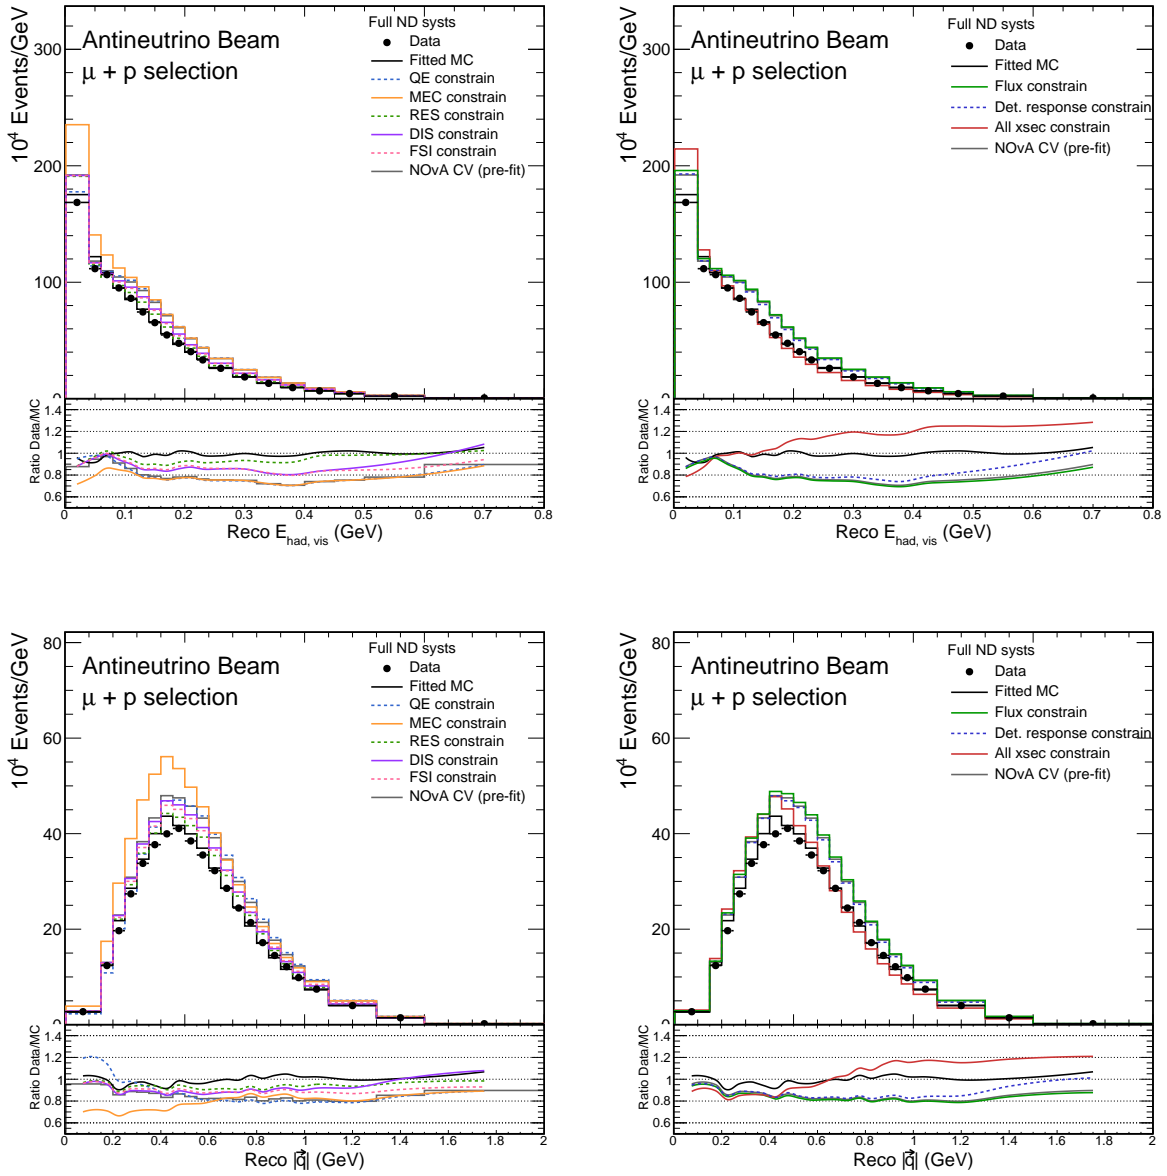 Antineutrino Beam
μ + p selection
Full ND systs
Data
Fitted MC
QE constrain
MEC constrain
RES constrain
DIS constrain
FSI constrain
NOvA CV (pre-fit)
10^4 Events/GeV
300
200
100
0
Ratio Data/MC
1.4
1.2
1
0.8
0.6
0 0.1 0.2 0.3 0.4 0.5 0.6 0.7 0.8
Reco E_had, vis (GeV)
Antineutrino Beam
μ + p selection
Full ND systs
Data
Fitted MC
Flux constrain
Det. response constrain
All xsec constrain
NOvA CV (pre-fit)
10^4 Events/GeV
300
200
100
0
Ratio Data/MC
1.4
1.2
1
0.8
0.6
0 0.1 0.2 0.3 0.4 0.5 0.6 0.7 0.8
Reco E_had, vis (GeV)
Antineutrino Beam
μ + p selection
Full ND systs
Data
Fitted MC
QE constrain
MEC constrain
RES constrain
DIS constrain
FSI constrain
NOvA CV (pre-fit)
10^4 Events/GeV
80
60
40
20
0
Ratio Data/MC
1.4
1.2
1
0.8
0.6
0 0.2 0.4 0.6 0.8 1 1.2 1.4 1.6 1.8 2
Reco |q⃗| (GeV)
Antineutrino Beam
μ + p selection
Full ND systs
Data
Fitted MC
Flux constrain
Det. response constrain
All xsec constrain
NOvA CV (pre-fit)
10^4 Events/GeV
80
60
40
20
0
Ratio Data/MC
1.4
1.2
1
0.8
0.6
0 0.2 0.4 0.6 0.8 1 1.2 1.4 1.6 1.8 2
Reco |q⃗| (GeV)